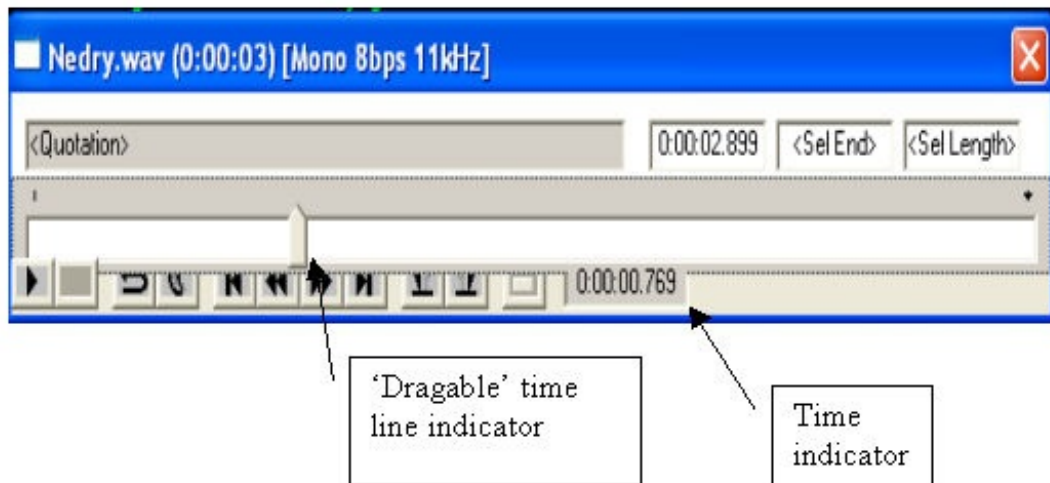 Nedry.wav (0:00:03) [Mono 8bps 11kHz]
<Quotation> 0:00:02.899 <Sel End> <Sel Length>
0:00:00.769
‘Dragable’ time
line indicator
Time
indicator